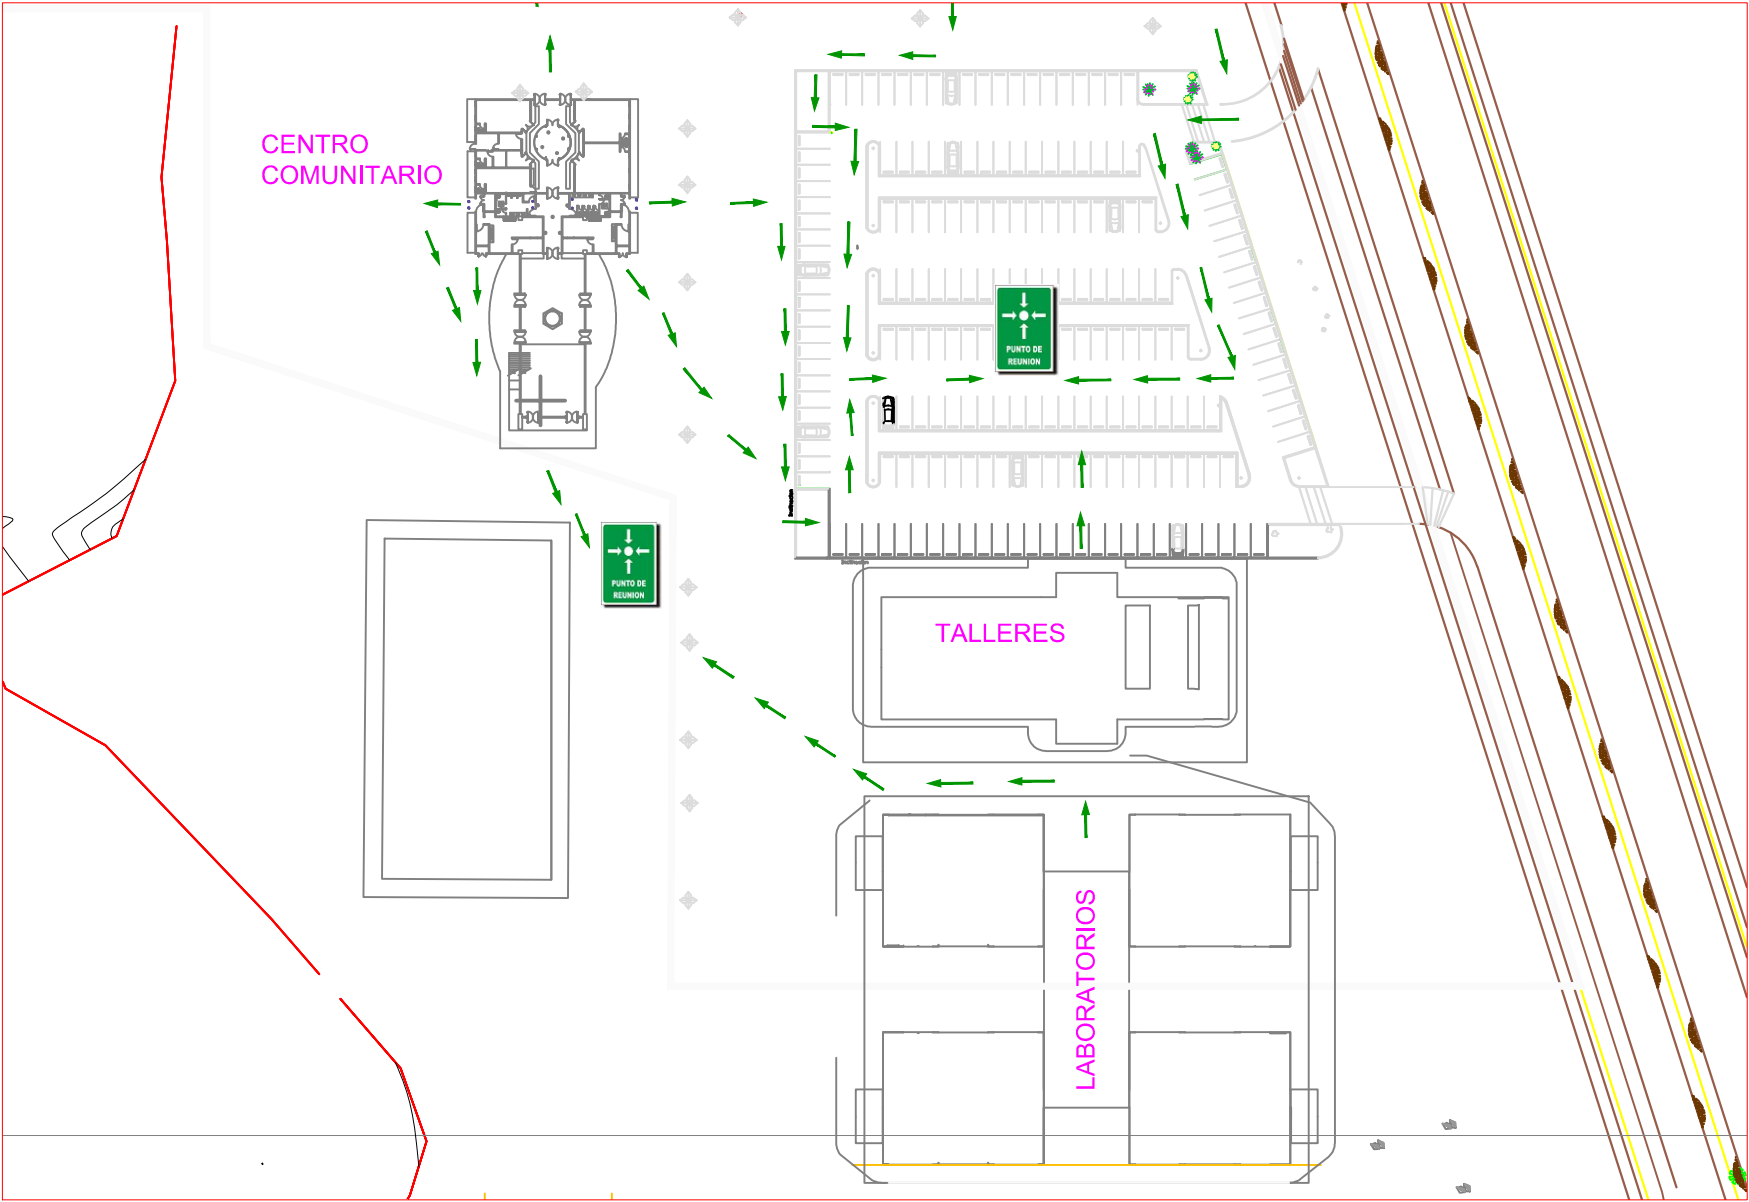 CENTRO
COMUNITARIO
PUNTO DE
REUNION
PUNTO DE
REUNION
TALLERES
LABORATORIOS